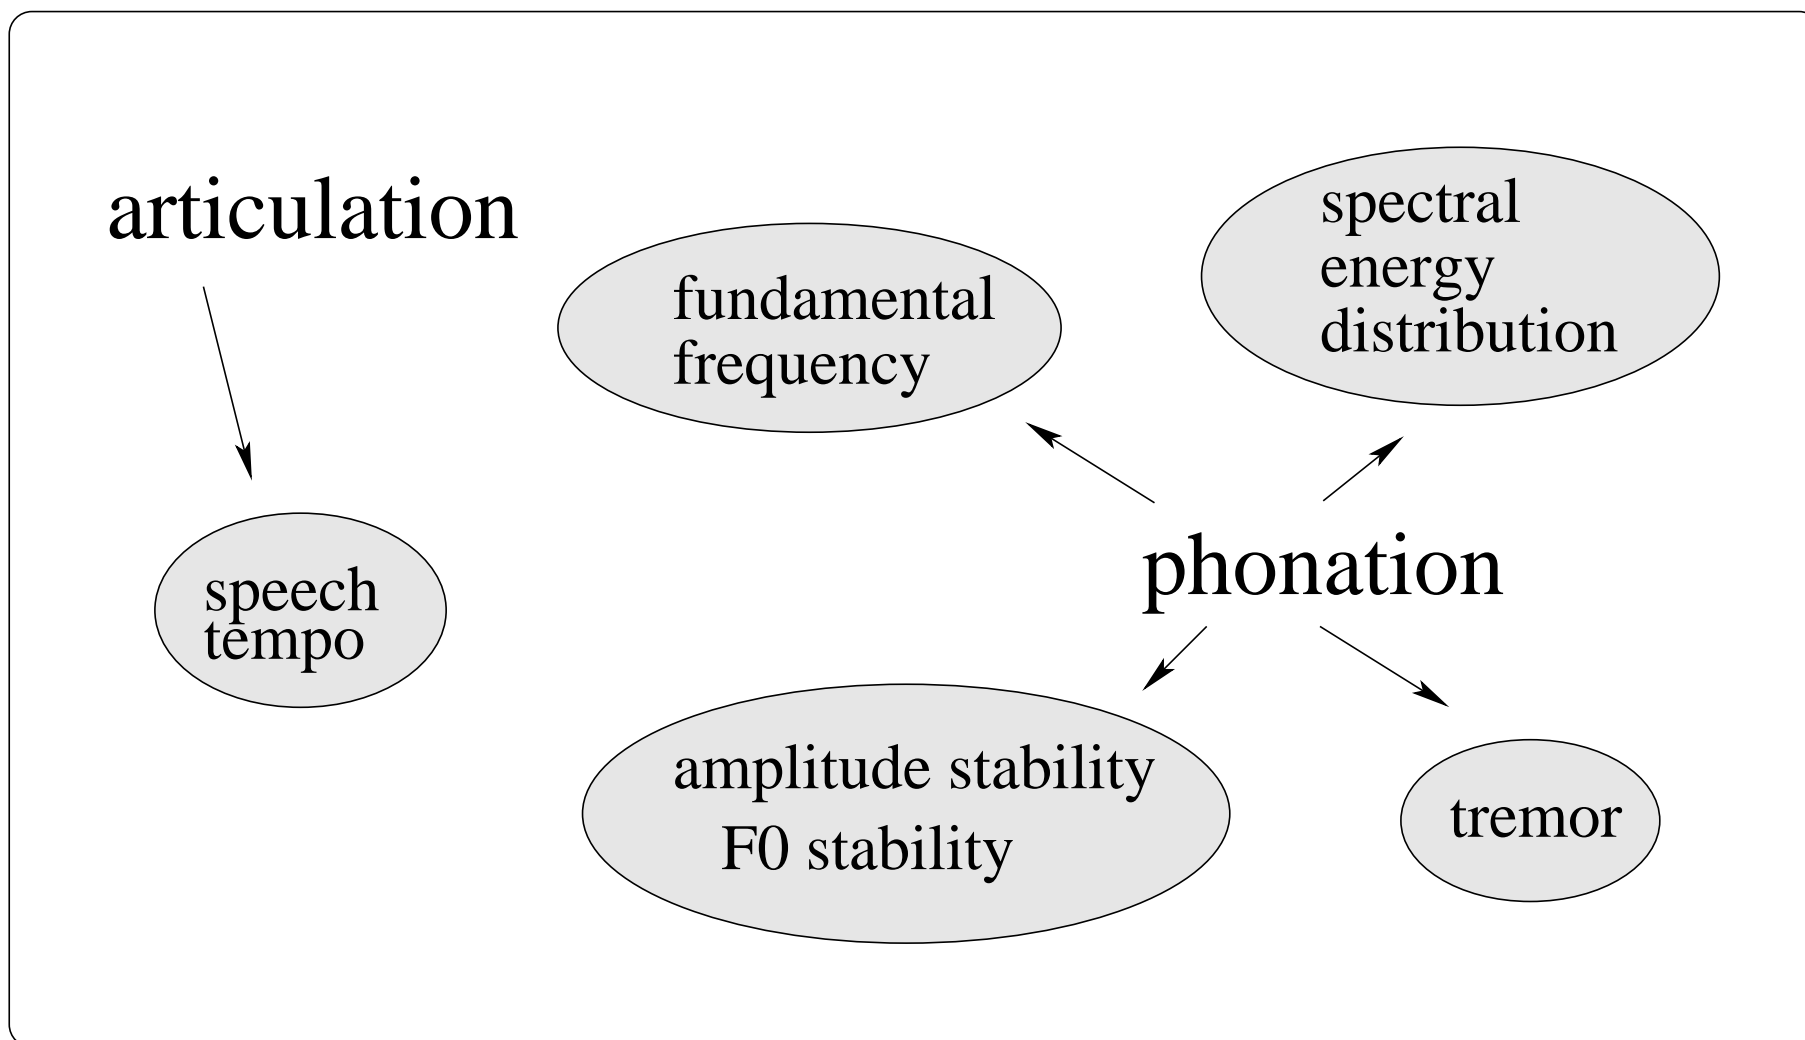 articulation
speech
tempo
fundamental
frequency
spectral
energy
distribution
phonation
amplitude stability
F0 stability
tremor